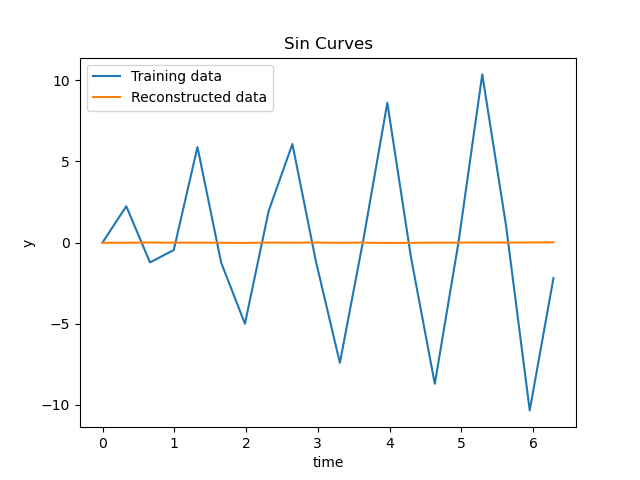 Sin Curves
Training data
Reconstructed data
10
5
0
−5
−10
y
0 1 2 3 4 5 6
time